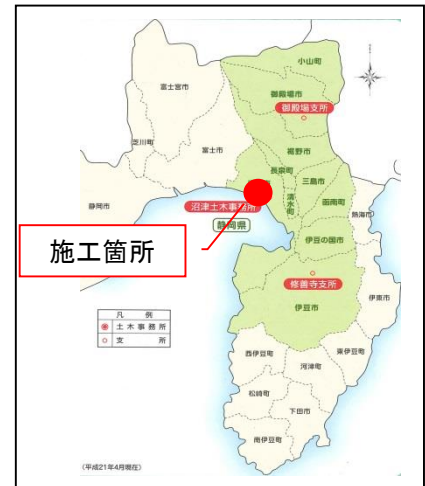 小山町
富士宮市
御殿場市
御殿場支所
芝川町
富士市
裾野市
長泉町
三島市
清水町
函南町
熱海市
静岡市
沼津土木事務所
静岡県
伊豆の国市
施工箇所
修善寺支所
伊東市
伊豆市
凡例
土木事務所
支所
西伊豆町
東伊豆町
河津町
松崎町
下田市
南伊豆町
(平成21年4月現在)